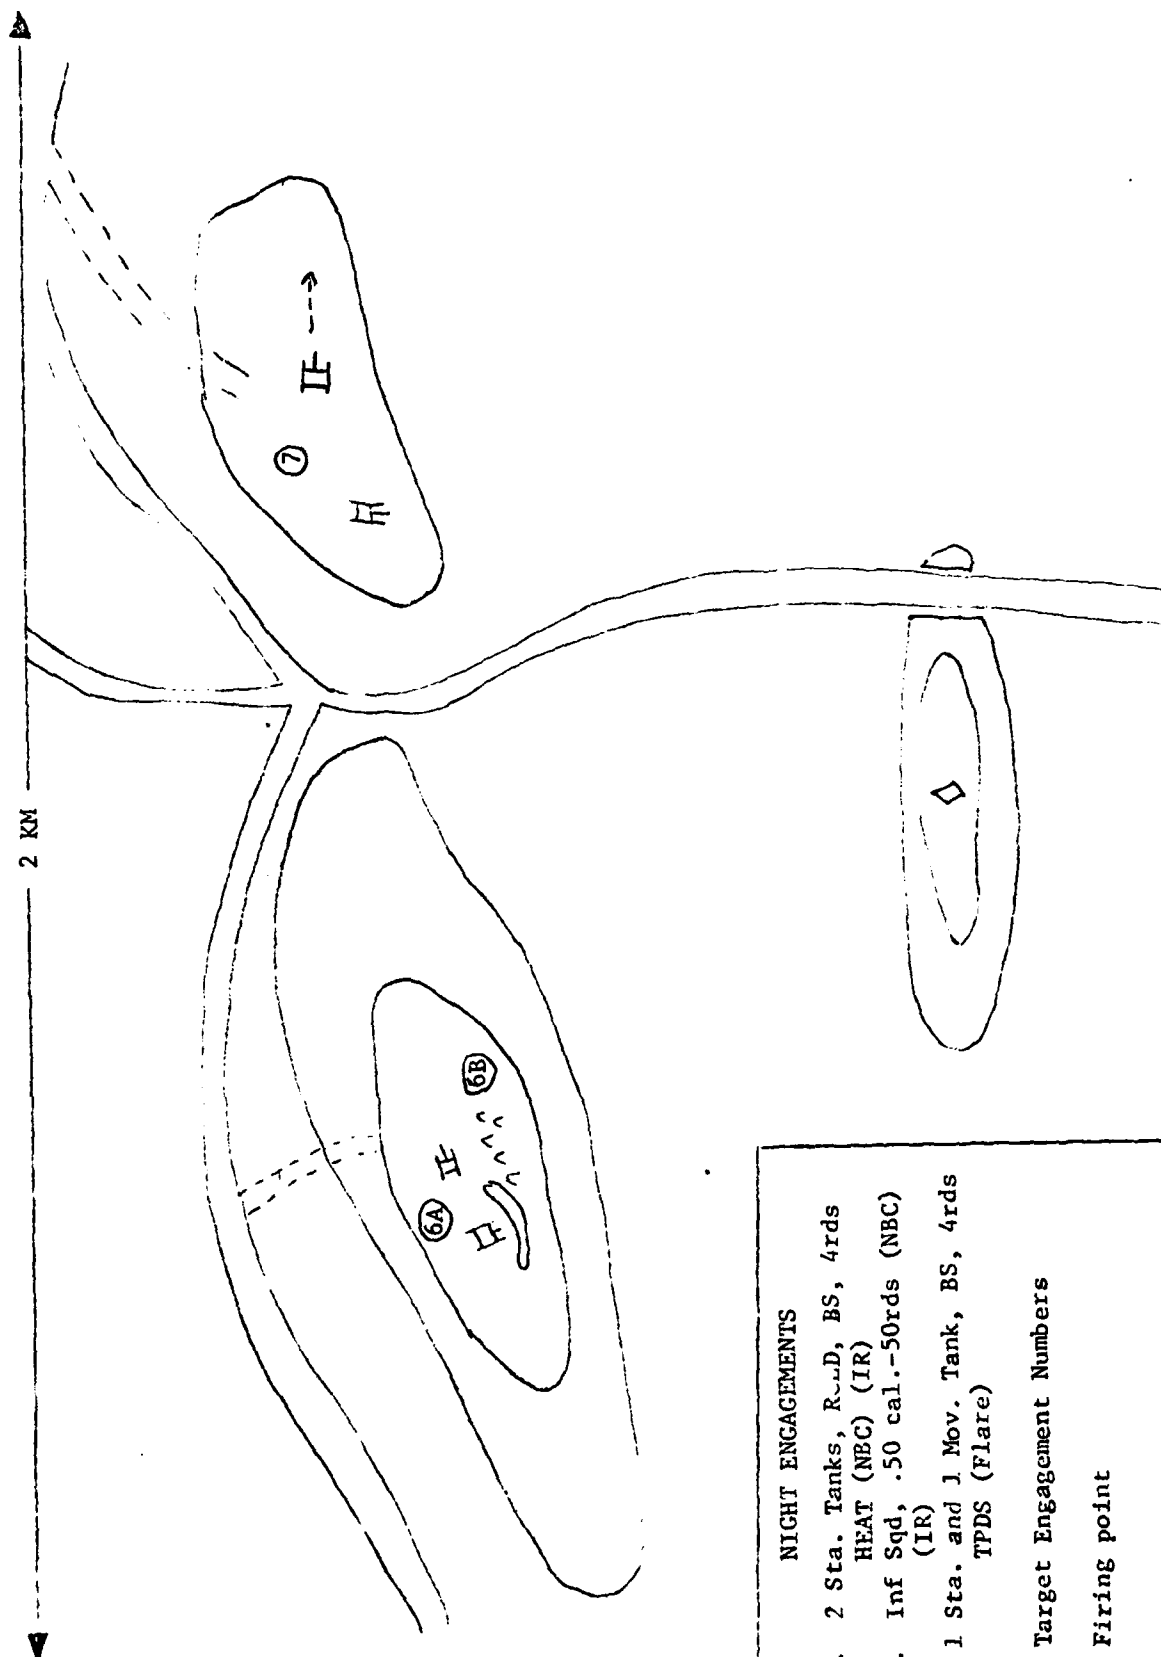 2 KM
7
6A
6B
NIGHT ENGAGEMENTS
. 2 Sta. Tanks, BS, 4rds
HEAT (NBC) (IR)
. Inf Sqd, .50 cal.-50rds (NBC)
(IR)
1 Sta. and 1 Mov. Tank, BS, 4rds
TPDS (Flare)
Target Engagement Numbers
Firing point